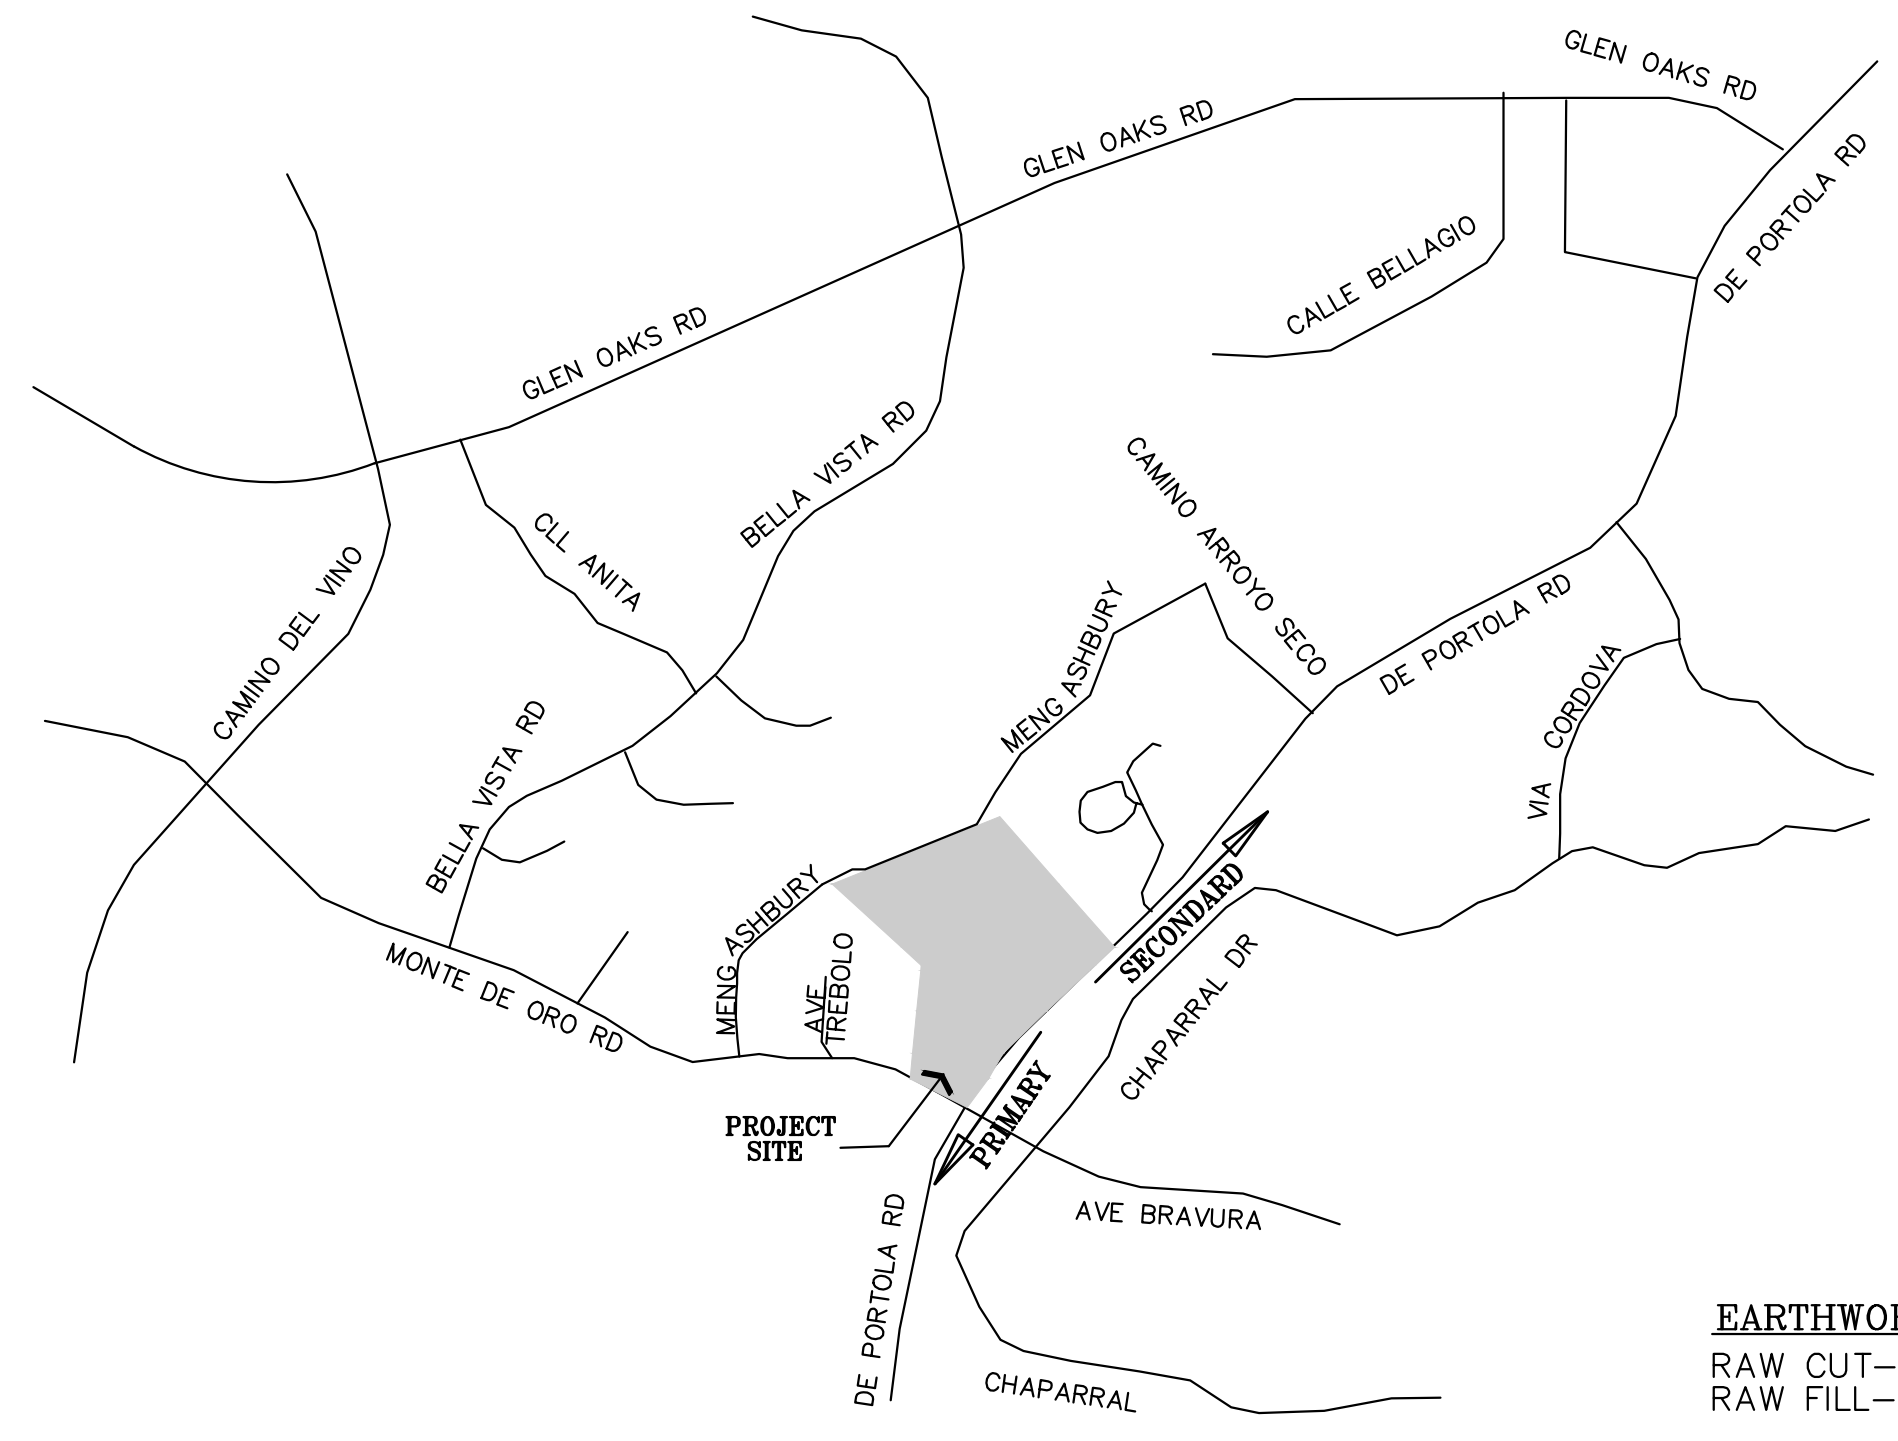 GLEN OAKS RD
GLEN OAKS RD
DE PORTOLA RD
CALLE BELLAGIO
GLEN OAKS RD
BELLA VISTA RD
CAMINO ARROYO SECO
CLL ANITA
CAMINO DEL VINO
MENG ASHBURY
DE PORTOLA RD
VIA CORDOVA
BELLA VISTA RD
MENG ASHBURY
AVE
TREBOLO
SECONDARD
MONTE DE ORO RD
CHAPARRAL DR
PRIMARY
PROJECT
SITE
AVE BRAVURA
DE PORTOLA RD
CHAPARRAL
RAW CUT-
RAW FILL-